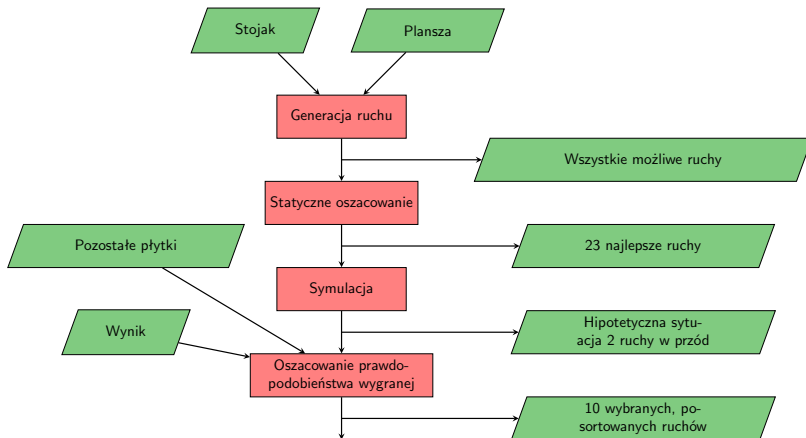 Stojak
Plansza
Generacja ruchu
Wszystkie możliwe ruchy
Statyczne oszacowanie
Pozostałe płytki
23 najlepsze ruchy
Symulacja
Wynik
Hipotetyczna sytu-
acja 2 ruchy w przód
Oszacowanie prawdo-
podobieństwa wygranej
10 wybranych, po-
sortowanych ruchów